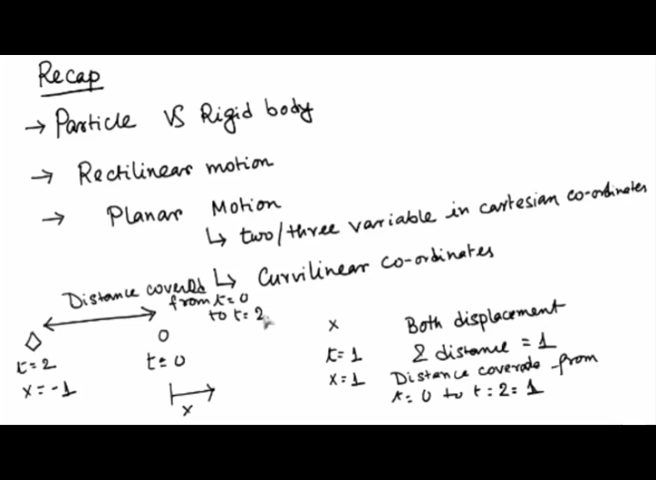 Recap
→ Particle VS Rigid body
→ Rectilinear motion
→ Planar Motion
↳ two/three variable in cartesian co-ordinates
↳ Curvilinear co-ordinates
Distance covered
from t=0
to t=2
t=2
x=-1
t=0
x
x
t=1
x=1
Both displacement
& distance = 1
Distance coverade from
t=0 to t=2=1